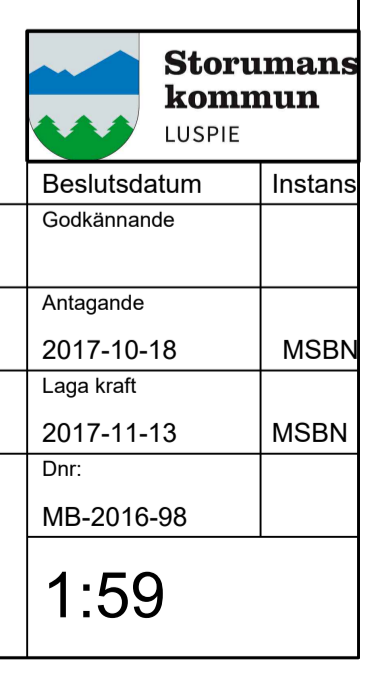 Storumans
kommun
LUSPIE
Beslutsdatum Instans
Godkännande
Antagande
2017-10-18 MSBN
Laga kraft
2017-11-13 MSBN
Dnr:
MB-2016-98
1:59